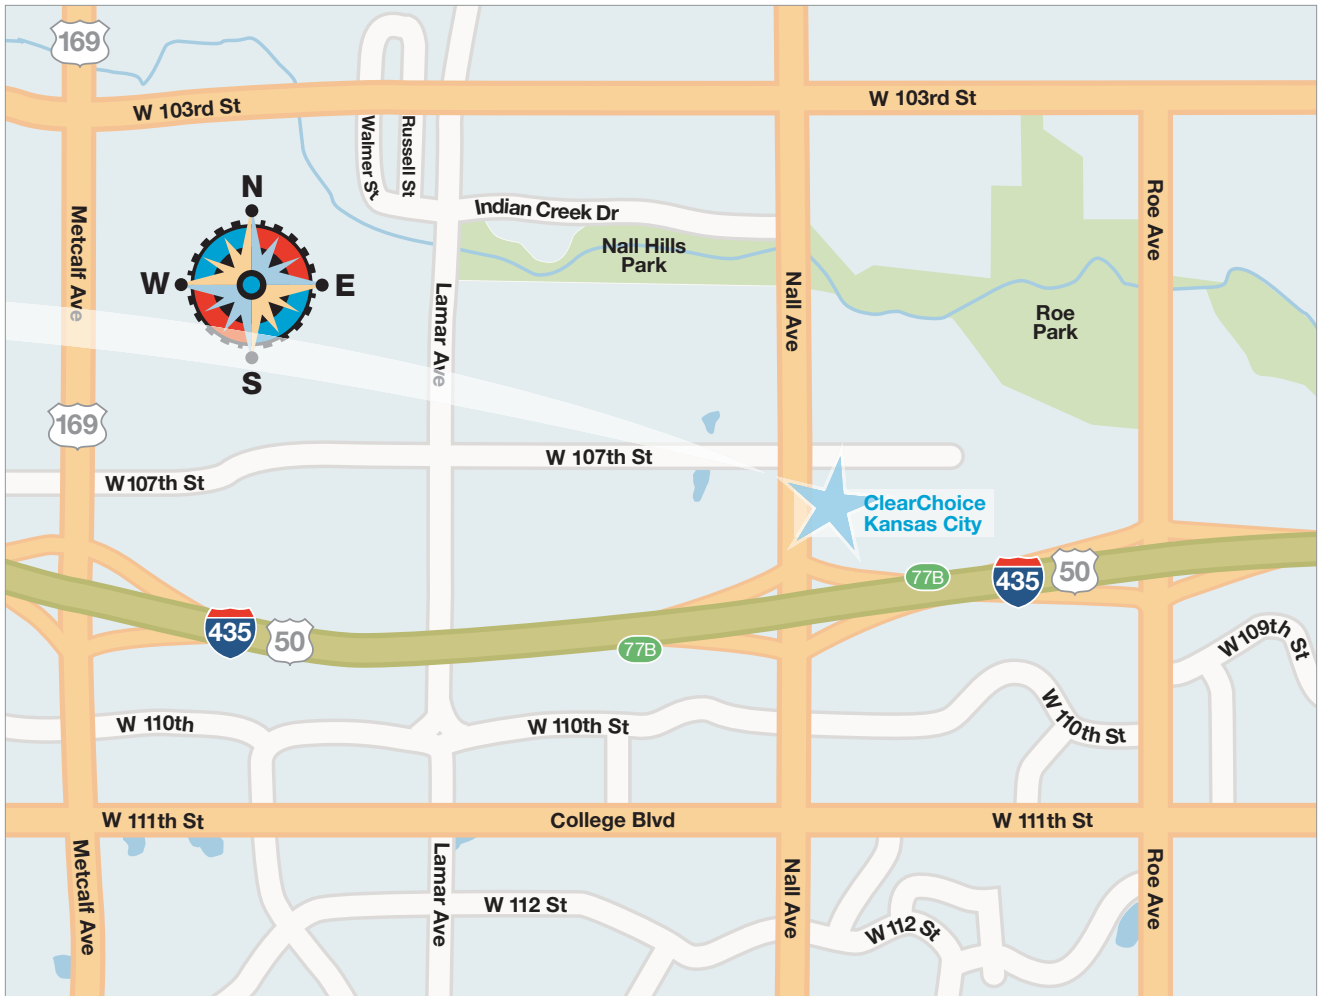 169
W 103rd St
W 103rd St
Walmer St
Russell St
N
W
E
S
Metcalf Ave
Indian Creek Dr
Nall Hills
Park
Roe Ave
Lamar Ave
Nall Ave
Roe
Park
169
W 107th St
W107th St
ClearChoice
Kansas City
77B
435
50
435
50
77B
W 109th St
W 110th
W 110th St
W 110th St
W 111th St
College Blvd
W 111th St
Metcalf Ave
Lamar Ave
Nall Ave
Roe Ave
W 112 St
W 112 St